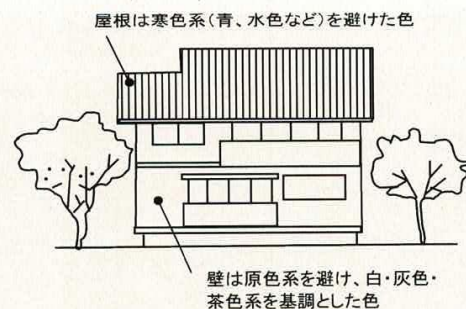 屋根は寒色系(青、水色など)を避けた色
壁は原色系を避け、白・灰色・
茶色系を基調とした色